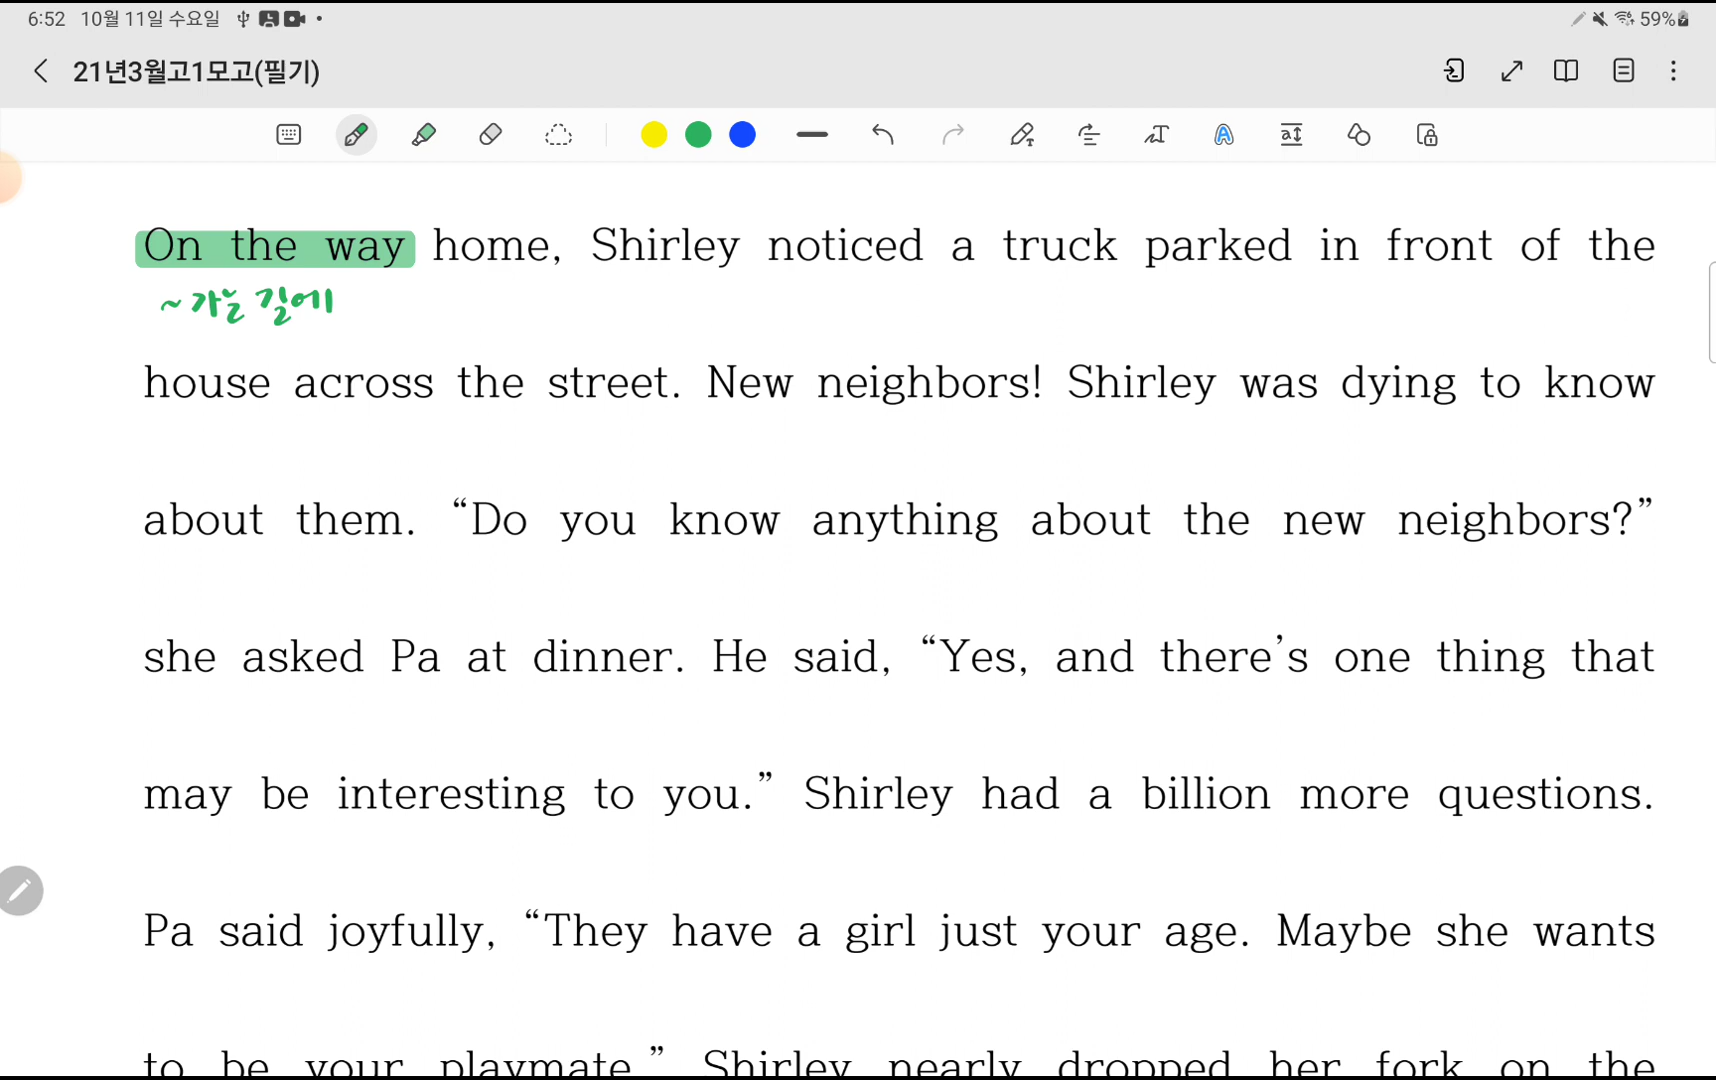 6:52 10월 11일 수요일 59%
21년3월고1모고(필기)
On the way home, Shirley noticed a truck parked in front of the
~가는 길에
house across the street. New neighbors! Shirley was dying to know
about them. “Do you know anything about the new neighbors?”
she asked Pa at dinner. He said, “Yes, and there’s one thing that
may be interesting to you.” Shirley had a billion more questions.
Pa said joyfully, “They have a girl just your age. Maybe she wants
to be your playmate.” Shirley nearly dropped her fork on the